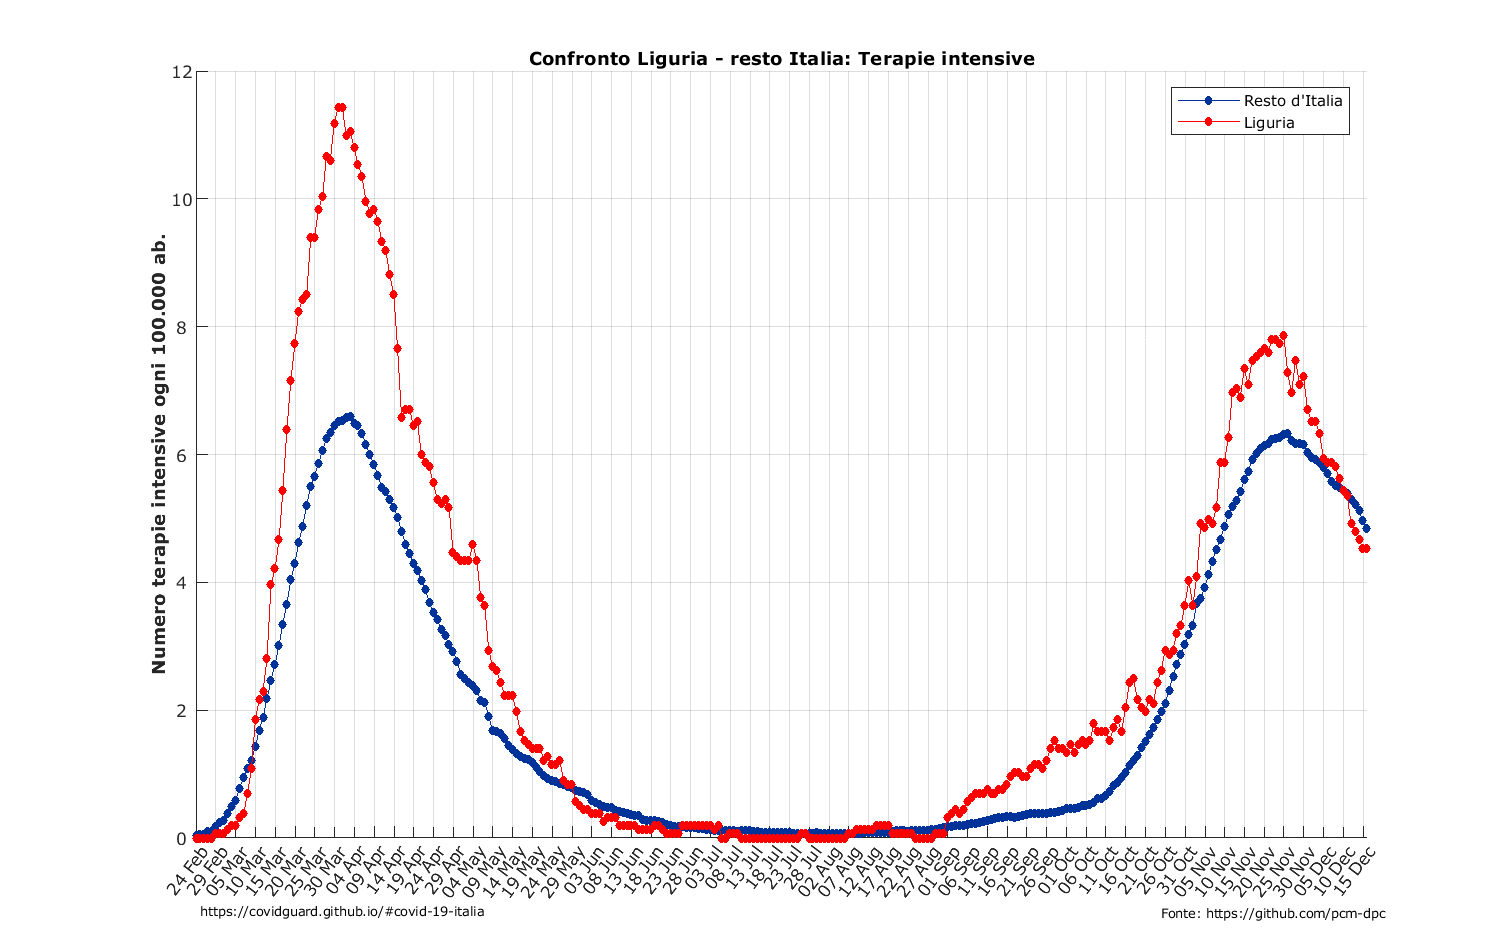 Confronto Liguria - resto Italia: Terapie intensive
Resto d'Italia
Liguria
Numero terapie intensive ogni 100.000 ab.
12
10
8
6
4
2
0
24 Feb
29 Feb
05 Mar
10 Mar
15 Mar
20 Mar
25 Mar
30 Mar
04 Apr
09 Apr
14 Apr
19 Apr
24 Apr
29 Apr
04 May
09 May
14 May
19 May
24 May
29 May
03 Jun
08 Jun
13 Jun
18 Jun
23 Jun
28 Jun
03 Jul
08 Jul
13 Jul
18 Jul
23 Jul
28 Jul
02 Aug
07 Aug
12 Aug
17 Aug
22 Aug
27 Aug
01 Sep
06 Sep
11 Sep
16 Sep
21 Sep
26 Sep
01 Oct
06 Oct
11 Oct
16 Oct
21 Oct
26 Oct
31 Oct
05 Nov
10 Nov
15 Nov
20 Nov
25 Nov
30 Nov
05 Dec
10 Dec
15 Dec
https://covidguard.github.io/#covid-19-italia
Fonte: https://github.com/pcm-dpc